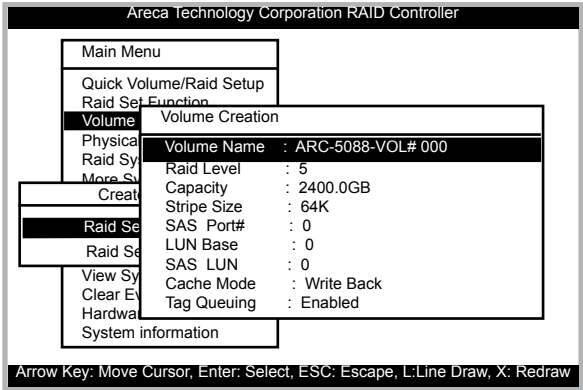 Areca Technology Corporation RAID Controller
Main Menu
Quick Volume/Raid Setup
Raid Set Function
Volume
Physica
Raid Sy
More Sy
View Sy
Clear Ev
Hardwa
System information
Creat
Raid Se
Raid Se
Volume Creation
Volume Name : ARC-5088-VOL# 000
Raid Level : 5
Capacity : 2400.0GB
Stripe Size : 64K
SAS Port# : 0
LUN Base : 0
SAS LUN : 0
Cache Mode : Write Back
Tag Queuing : Enabled
Arrow Key: Move Cursor, Enter: Select, ESC: Escape, L:Line Draw, X: Redraw